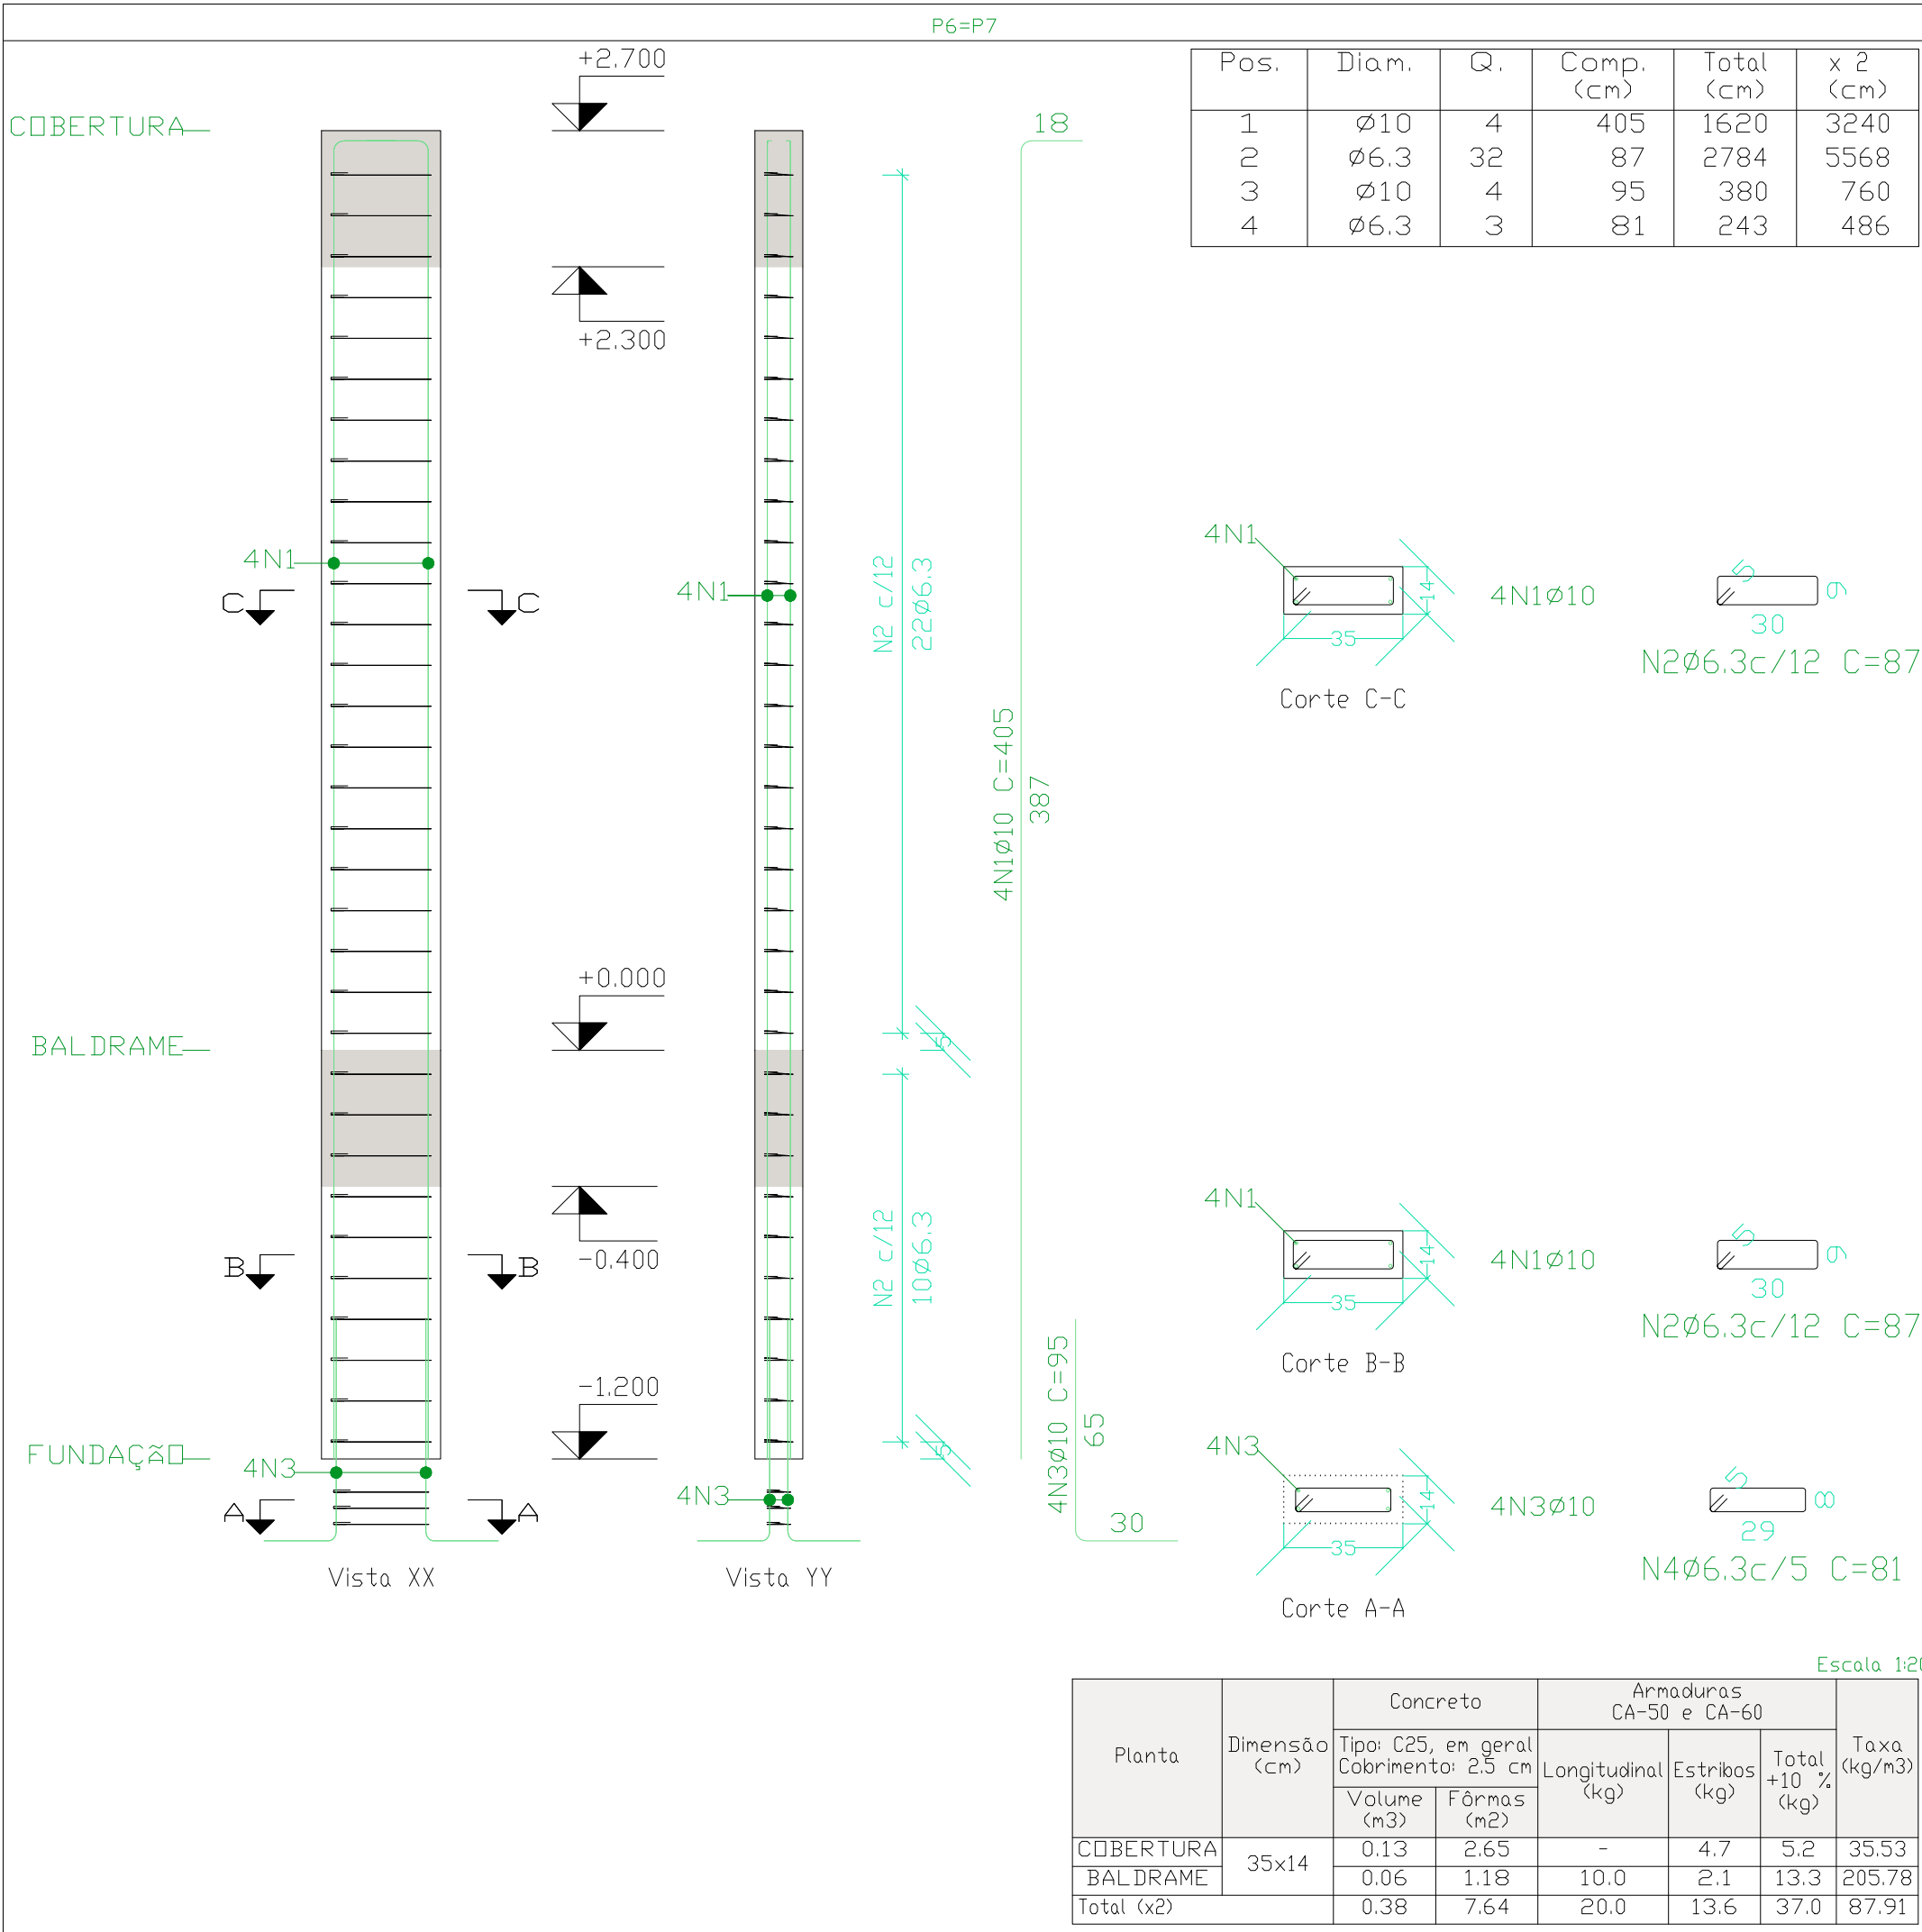 P6=P7
Pos. Diam. Q. Comp. (cm) Total (cm) x 2 (cm)
1 Ø10 4 405 1620 3240
2 Ø6.3 32 87 2784 5568
3 Ø10 4 95 380 760
4 Ø6.3 3 81 243 486
COBERTURA
+2.700
+2.300
18
4N1
4N1
C
C
N2 c/12
22Ø6.3
4N1Ø10 C=405
387
4N1
14
35
4N1Ø10
Corte C-C
5
9
30
N2Ø6.3c/12 C=87
+0.000
BALDRAME
5
-0.400
B
B
N2 c/12
10Ø6.3
4N1
14
35
4N1Ø10
Corte B-B
5
9
30
N2Ø6.3c/12 C=87
-1.200
FUNDAÇÃO
5
4N3
4N3
A
A
4N3Ø10 C=95
65
30
4N3
14
35
4N3Ø10
Corte A-A
5
8
29
N4Ø6.3c/5 C=81
Vista XX
Vista YY
Escala 1:20
Planta
Dimensão (cm)
Concreto
Tipo: C25, em geral
Cobrimento: 2.5 cm
Volume (m3)
Fôrmas (m2)
Armaduras
CA-50 e CA-60
Longitudinal (kg)
Estribos (kg)
Total +10 % (kg)
Taxa (kg/m3)
COBERTURA 35x14 0.13 2.65 - 4.7 5.2 35.53
BALDRAME 0.06 1.18 10.0 2.1 13.3 205.78
Total (x2) 0.38 7.64 20.0 13.6 37.0 87.91